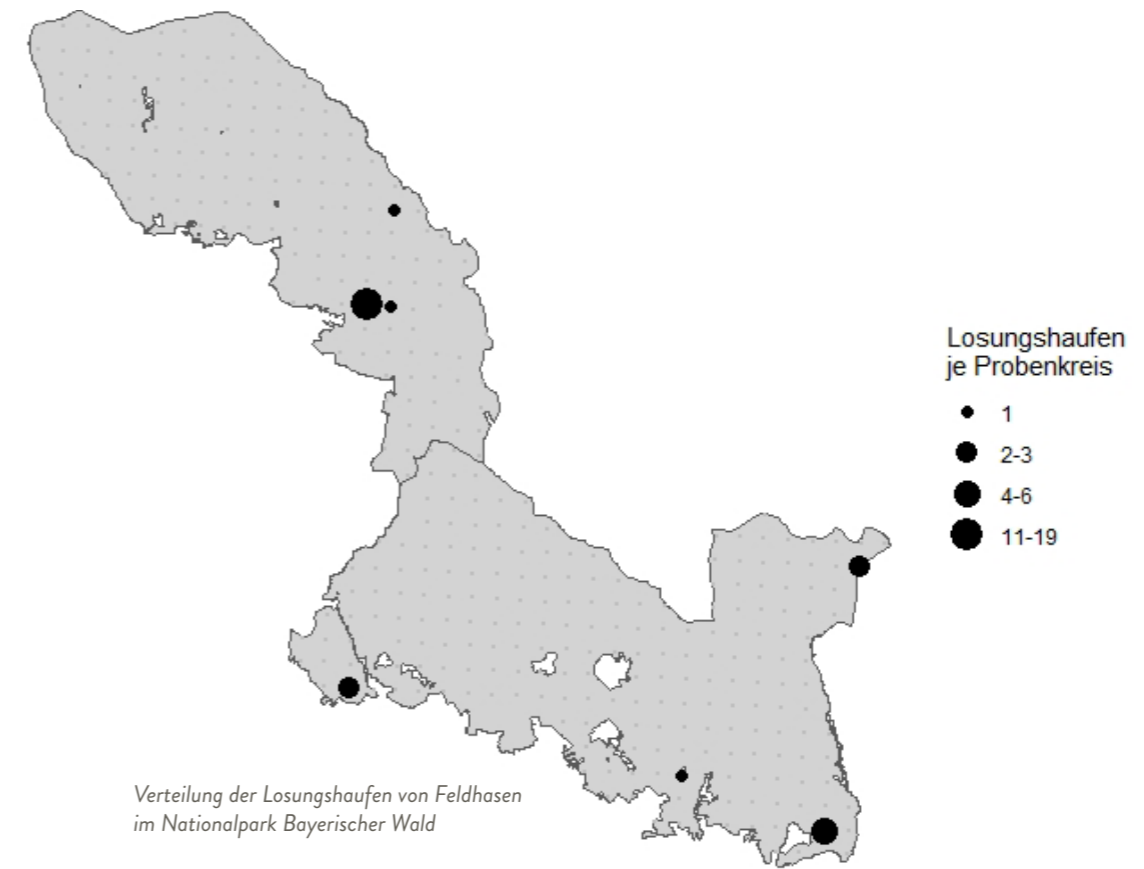 Losungshaufen
je Probenkreis
1
2-3
4-6
11-19
Verteilung der Losungshaufen von Feldhasen
im Nationalpark Bayerischer Wald